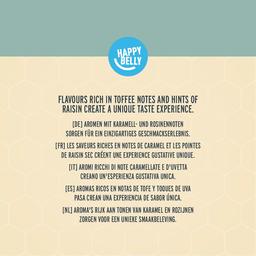 HAPPY
BELLY
FLAVOURS RICH IN TOFFEE NOTES AND HINTS OF
RAISIN CREATE A UNIQUE TASTE EXPERIENCE.
[DE] AROMEN MIT KARAMELL- UND ROSINENNOTEN
SORGEN FÜR EIN EINZIGARTIGES GESCHMACKSERLEBNIS.
[FR] LES SAVEURS RICHES EN NOTES DE CARAMEL ET LES POINTES
DE RAISIN SEC CRÉENT UNE EXPERIENCE GUSTATIVE UNIQUE.
[IT] AROMI RICCHI DI NOTE CARAMELLATE E D'UVETTA
CREANO UN'ESPERIENZA GUSTATIVA UNICA.
[ES] AROMAS RICOS EN NOTAS DE TOFE Y TOQUES DE UVA
PASA CREAN UNA EXPERIENCIA DE SABOR ÚNICA.
[NL] AROMA'S RIJK AAN TONEN VAN KARAMEL EN ROZIJNEN
ZORGEN VOOR EEN UNIEKE SMAAKBELEVING.